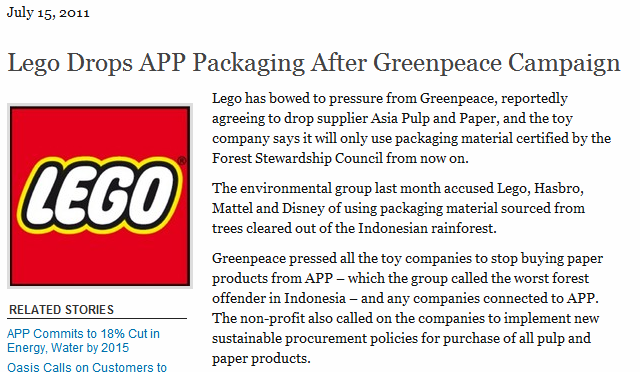 July 15, 2011
Lego Drops APP Packaging After Greenpeace Campaign
LEGO®
Lego has bowed to pressure from Greenpeace, reportedly
agreeing to drop supplier Asia Pulp and Paper, and the toy
company says it will only use packaging material certified by the
Forest Stewardship Council from now on.
The environmental group last month accused Lego, Hasbro,
Mattel and Disney of using packaging material sourced from
trees cleared out of the Indonesian rainforest.
Greenpeace pressed all the toy companies to stop buying paper
products from APP – which the group called the worst forest
offender in Indonesia – and any companies connected to APP.
The non-profit also called on the companies to implement new
sustainable procurement policies for purchase of all pulp and
paper products.
RELATED STORIES
APP Commits to 18% Cut in
Energy, Water by 2015
Oasis Calls on Customers to